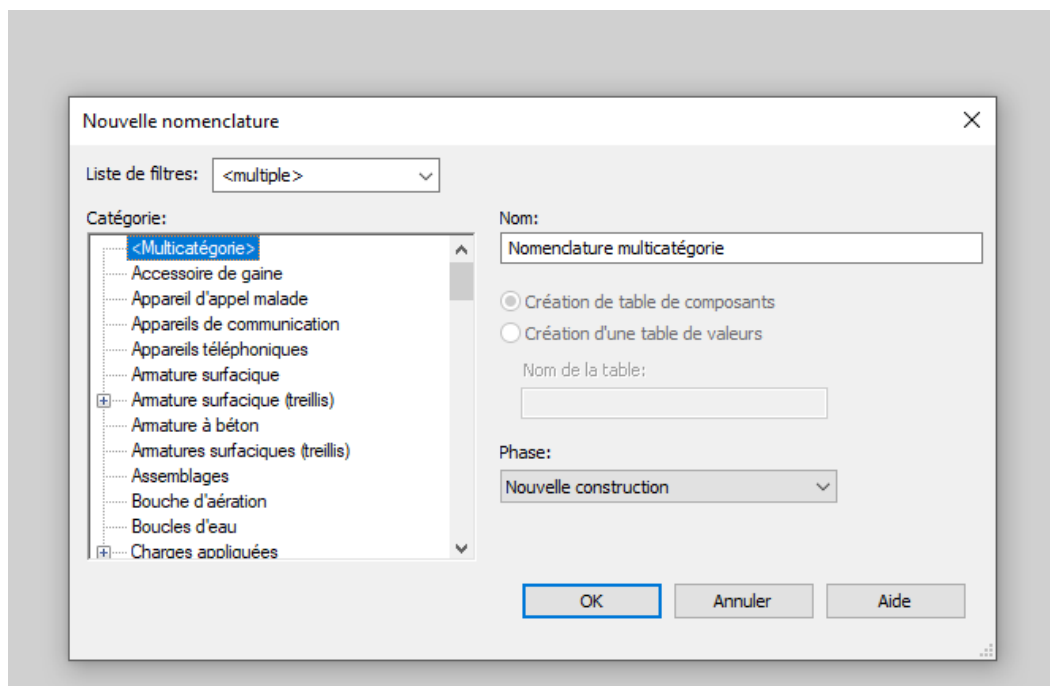 Nouvelle nomenclature
Liste de filtres: <multiple>
Catégorie:
<Multicatégorie>
Accessoire de gaine
Appareil d'appel malade
Appareils de communication
Appareils téléphoniques
Armature surfacique
Armature surfacique (treillis)
Armature à béton
Armatures surfaciques (treillis)
Assemblages
Bouche d'aération
Boucles d'eau
Charges appliquées
Nom:
Nomenclature multicatégorie
Création de table de composants
Création d'une table de valeurs
Nom de la table:
Phase:
Nouvelle construction
OK Annuler Aide